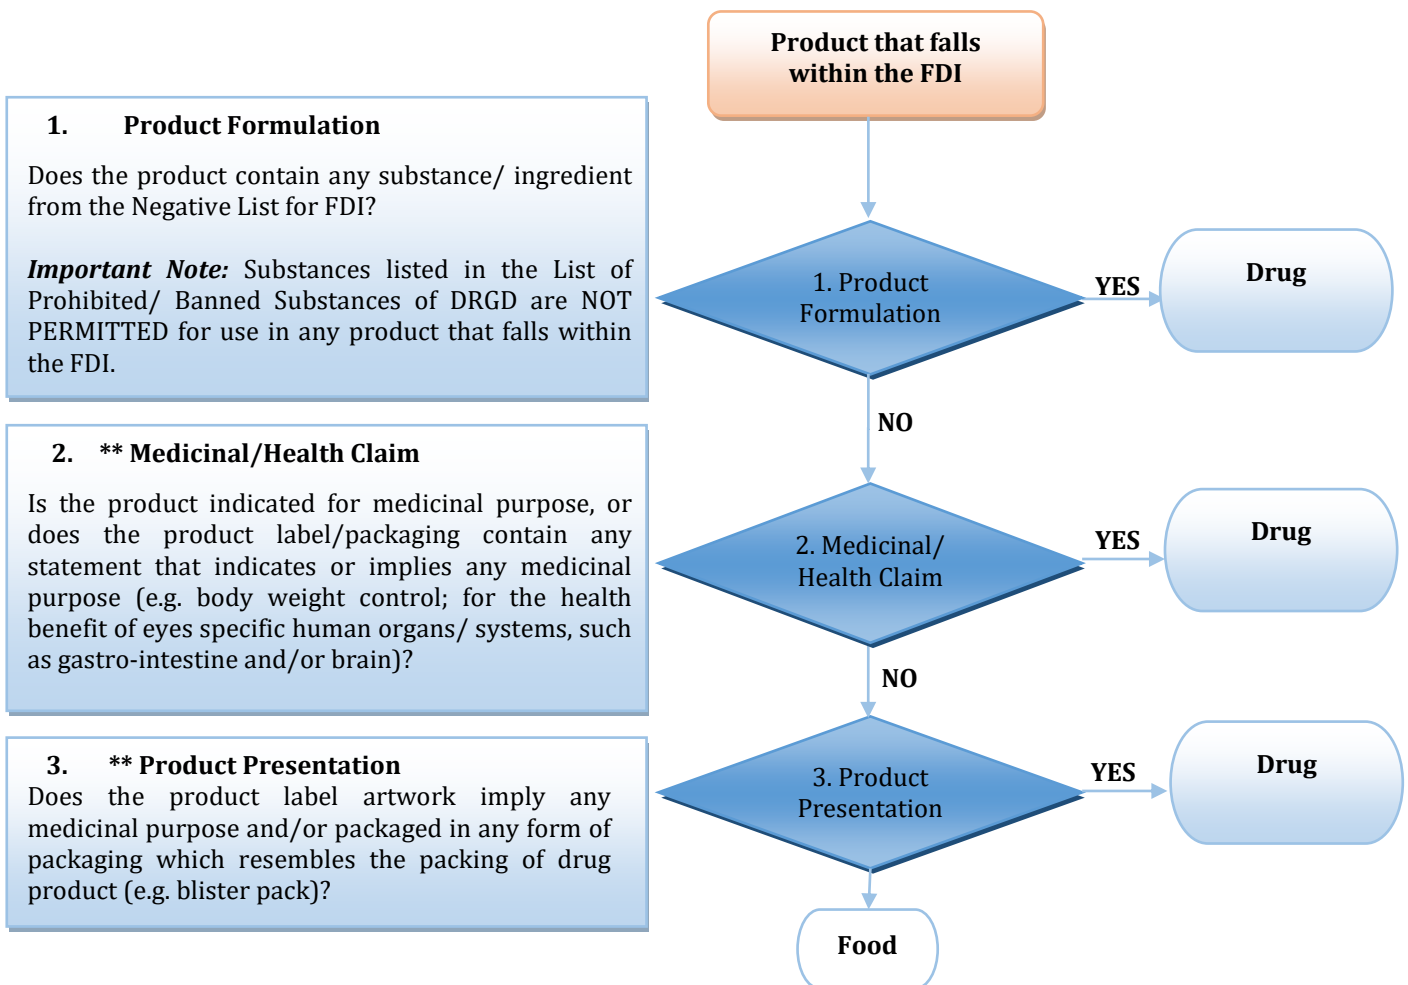 Product that falls
within the FDI
1. Product Formulation
Does the product contain any substance/ ingredient
from the Negative List for FDI?
Important Note: Substances listed in the List of
Prohibited/ Banned Substances of DRGD are NOT
PERMITTED for use in any product that falls within
the FDI.
1. Product
Formulation
YES
Drug
NO
2. ** Medicinal/Health Claim
Is the product indicated for medicinal purpose, or
does the product label/packaging contain any
statement that indicates or implies any medicinal
purpose (e.g. body weight control; for the health
benefit of eyes specific human organs/ systems, such
as gastro-intestine and/or brain)?
2. Medicinal/
Health Claim
YES
Drug
NO
3. ** Product Presentation
Does the product label artwork imply any
medicinal purpose and/or packaged in any form of
packaging which resembles the packing of drug
product (e.g. blister pack)?
3. Product
Presentation
YES
Drug
Food